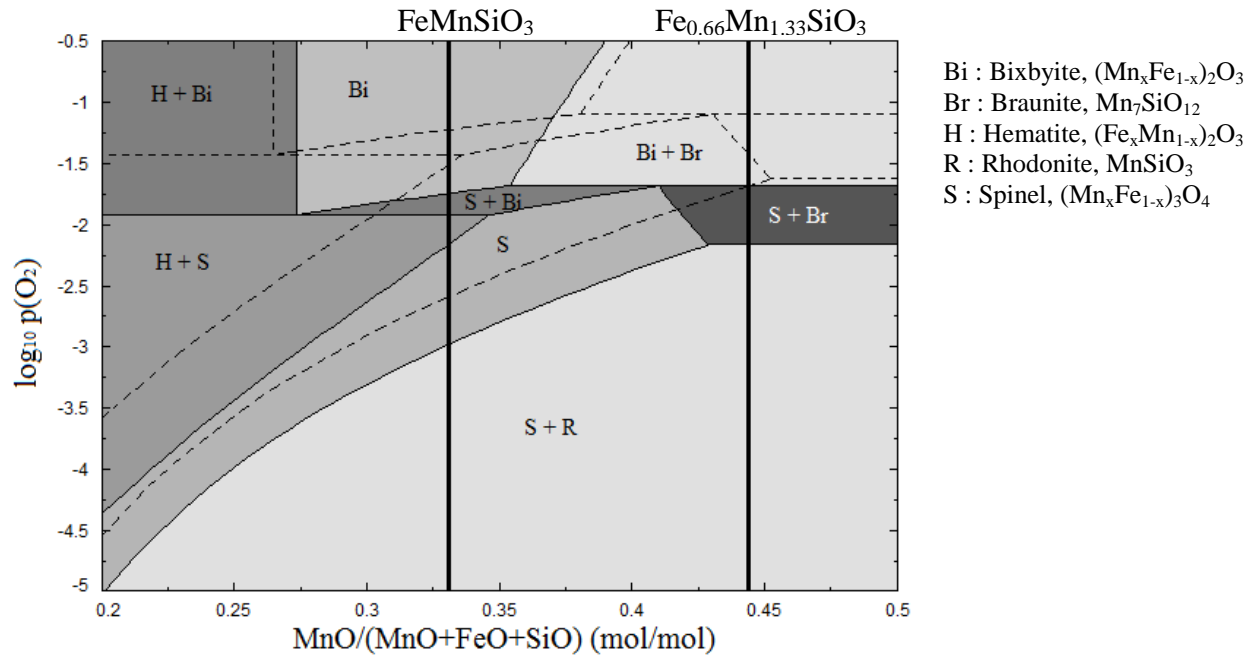 FeMnSiO₃ Fe₀.₆₆Mn₁.₃₃SiO₃
-0.5
-1
-1.5
-2
-2.5
-3
-3.5
-4
-4.5
-5
log₁₀ p(O₂)
H + Bi
Bi
Bi + Br
S + Bi
S + Br
S
H + S
S + R
0.2 0.25 0.3 0.35 0.4 0.45 0.5
MnO/(MnO+FeO+SiO) (mol/mol)
Bi : Bixbyite, (MnₓFe₁₋ₓ)₂O₃
Br : Braunite, Mn₇SiO₁₂
H : Hematite, (FeₓMn₁₋ₓ)₂O₃
R : Rhodonite, MnSiO₃
S : Spinel, (MnₓFe₁₋ₓ)₃O₄